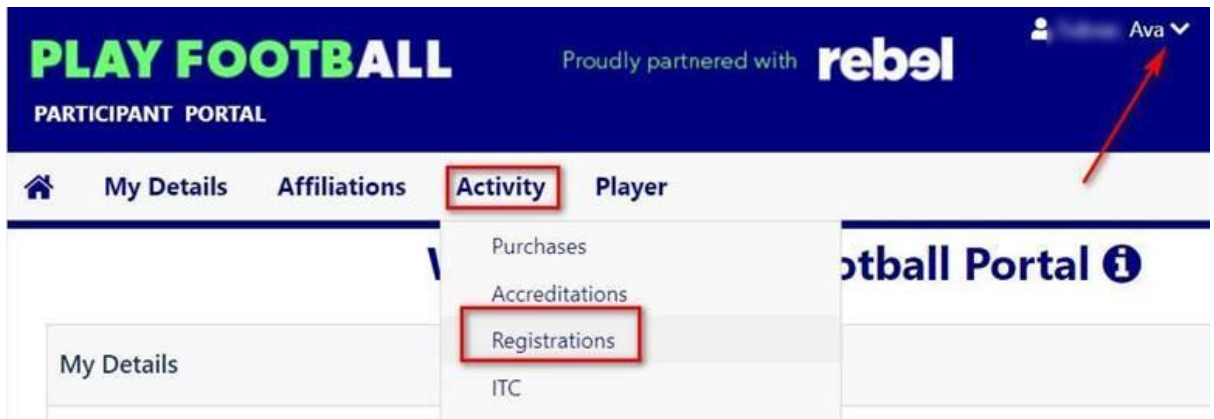 Ava
PLAY FOOTBALL
Proudly partnered with rebel
PARTICIPANT PORTAL
My Details Affiliations Activity Player
Purchases
otball Portal
Accreditations
Registrations
My Details
ITC